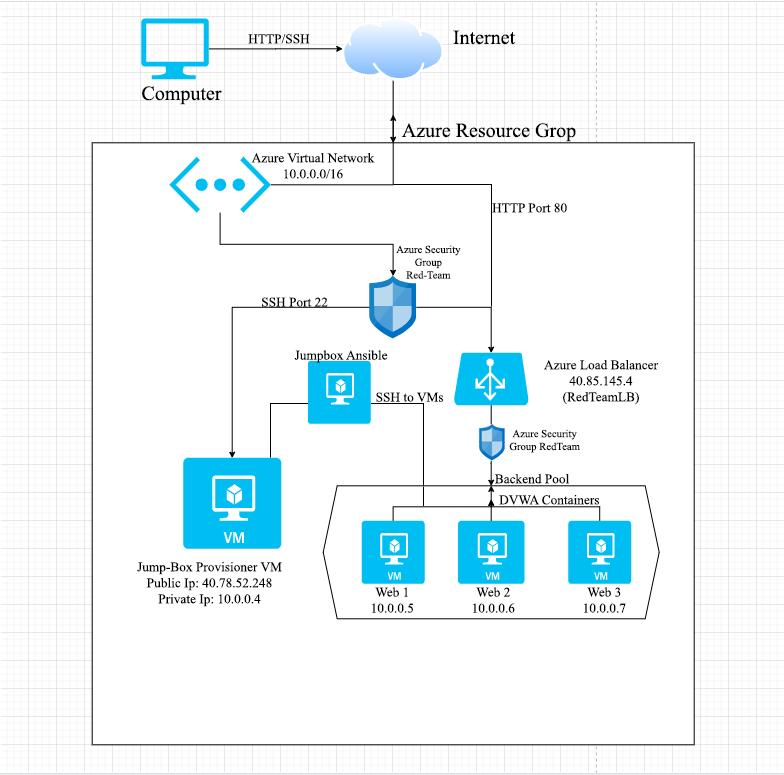 HTTP/SSH
Internet
Computer
Azure Resource Grop
Azure Virtual Network
10.0.0.0/16
HTTP Port 80
Azure Security
Group
Red-Team
SSH Port 22
Jumpbox Ansible
SSH to VMs
Azure Load Balancer
40.85.145.4
(RedTeamLB)
Azure Security
Group RedTeam
Backend Pool
DVWA Containers
VM
Jump-Box Provisioner VM
Public Ip: 40.78.52.248
Private Ip: 10.0.0.4
VM
Web 1
10.0.0.5
VM
Web 2
10.0.0.6
VM
Web 3
10.0.0.7